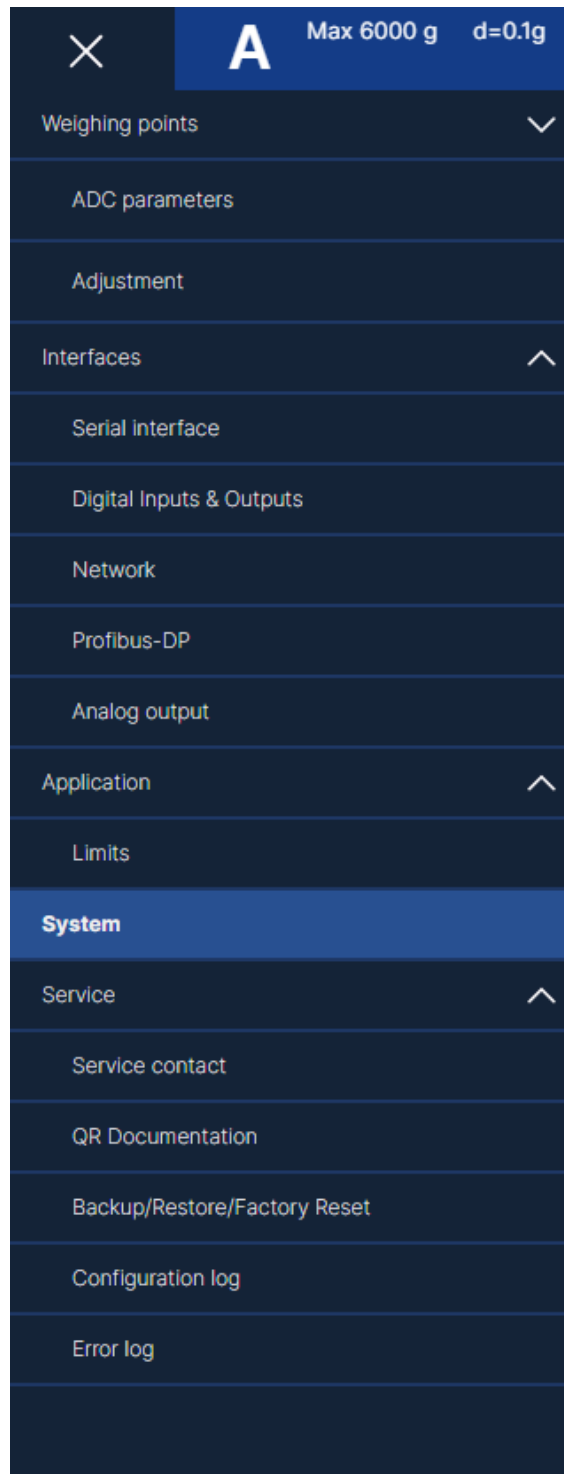 A Max 6000 g d=0.1g
Weighing points
ADC parameters
Adjustment
Interfaces
Serial interface
Digital Inputs & Outputs
Network
Profibus-DP
Analog output
Application
Limits
System
Service
Service contact
QR Documentation
Backup/Restore/Factory Reset
Configuration log
Error log